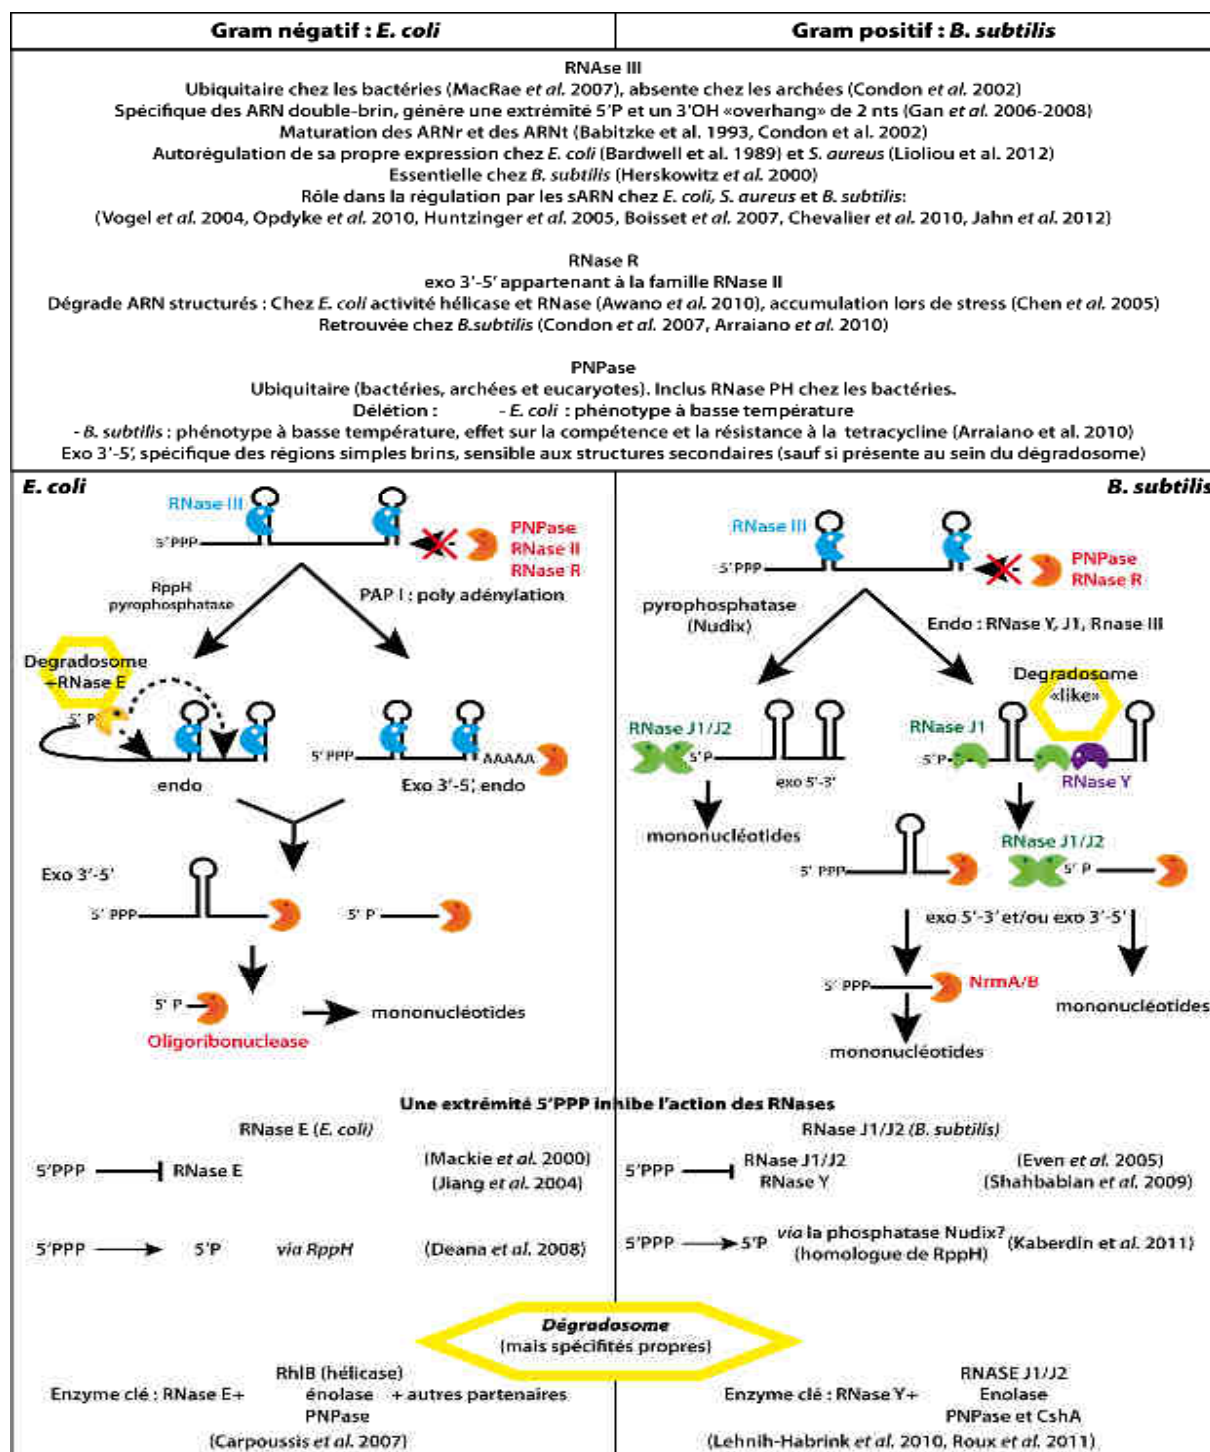 Gram négatif : E. coli
Gram positif : B. subtilis
RNAse III
Ubiquitaire chez les bactéries (MacRae et al. 2007), absente chez les archées (Condon et al. 2002)
Spécifique des ARN double-brin, génère une extrémité 5'P et un 3'OH «overhang» de 2 nts (Gan et al. 2006-2008)
Maturation des ARNr et des ARNt (Babitzke et al. 1993, Condon et al. 2002)
Autorégulation de sa propre expression chez E. coli (Bardwell et al. 1989) et S. aureus (Lioliou et al. 2012)
Essentielle chez B. subtilis (Herskowitz et al. 2000)
Rôle dans la régulation par les sARN chez E. coli, S. aureus et B. subtilis:
(Vogel et al. 2004, Opdyke et al. 2010, Huntzinger et al. 2005, Boisset et al. 2007, Chevalier et al. 2010, Jahn et al. 2012)
RNase R
exo 3'-5' appartenant à la famille RNase II
Dégrade ARN structurés : Chez E. coli activité hélicase et RNase (Awano et al. 2010), accumulation lors de stress (Chen et al. 2005)
Retrouvée chez B.subtilis (Condon et al. 2007, Arraiano et al. 2010)
PNPase
Ubiquitaire (bactéries, archées et eucaryotes). Inclus RNase PH chez les bactéries.
Délétion : - E. coli : phénotype à basse température
- B. subtilis : phénotype à basse température, effet sur la compétence et la résistance à la tetracycline (Arraiano et al. 2010)
Exo 3'-5', spécifique des régions simples brins, sensible aux structures secondaires (sauf si présente au sein du dégradosome)
E. coli
RNase III
5'PPP
PNPase
RNase II
RNase R
RppH
pyrophosphatase
PAP I : poly adénylation
Degradosome
+RNase E
5' P
endo
5' PPP
AAAAA
Exo 3'-5', endo
Exo 3'-5'
5' PPP
5' P
5' P
Oligoribonuclease
mononucléotides
B. subtilis
RNase III
5'PPP
PNPase
RNase R
pyrophosphatase
(Nudix)
Endo : RNase Y, J1, Rnase III
Degradosome
«like»
RNase J1/J2
5'P
exo 5'-3'
RNase J1
5'P
RNase Y
mononucléotides
RNase J1/J2
5' PPP
5' P
exo 5'-3' et/ou exo 3'-5'
5' PPP
NrmA/B
mononucléotides
mononucléotides
Une extrémité 5'PPP inhibe l'action des RNases
RNase E (E. coli)
5'PPP RNase E
(Mackie et al. 2000)
(Jiang et al. 2004)
5'PPP 5'P via RppH (Deana et al. 2008)
RNase J1/J2 (B. subtilis)
5'PPP RNase J1/J2
RNase Y
(Even et al. 2005)
(Shahbabian et al. 2009)
5'PPP 5'P via la phosphatase Nudix? (Kaberdin et al. 2011)
(homologue de RppH)
Dégradosome
(mais spécifités propres)
Enzyme clé : RNase E+
RhlB (hélicase)
énolase
PNPase
+ autres partenaires
(Carpoussis et al. 2007)
Enzyme clé : RNase Y+
RNASE J1/J2
Enolase
PNPase et CshA
(Lehnih-Habrink et al. 2010, Roux et al. 2011)